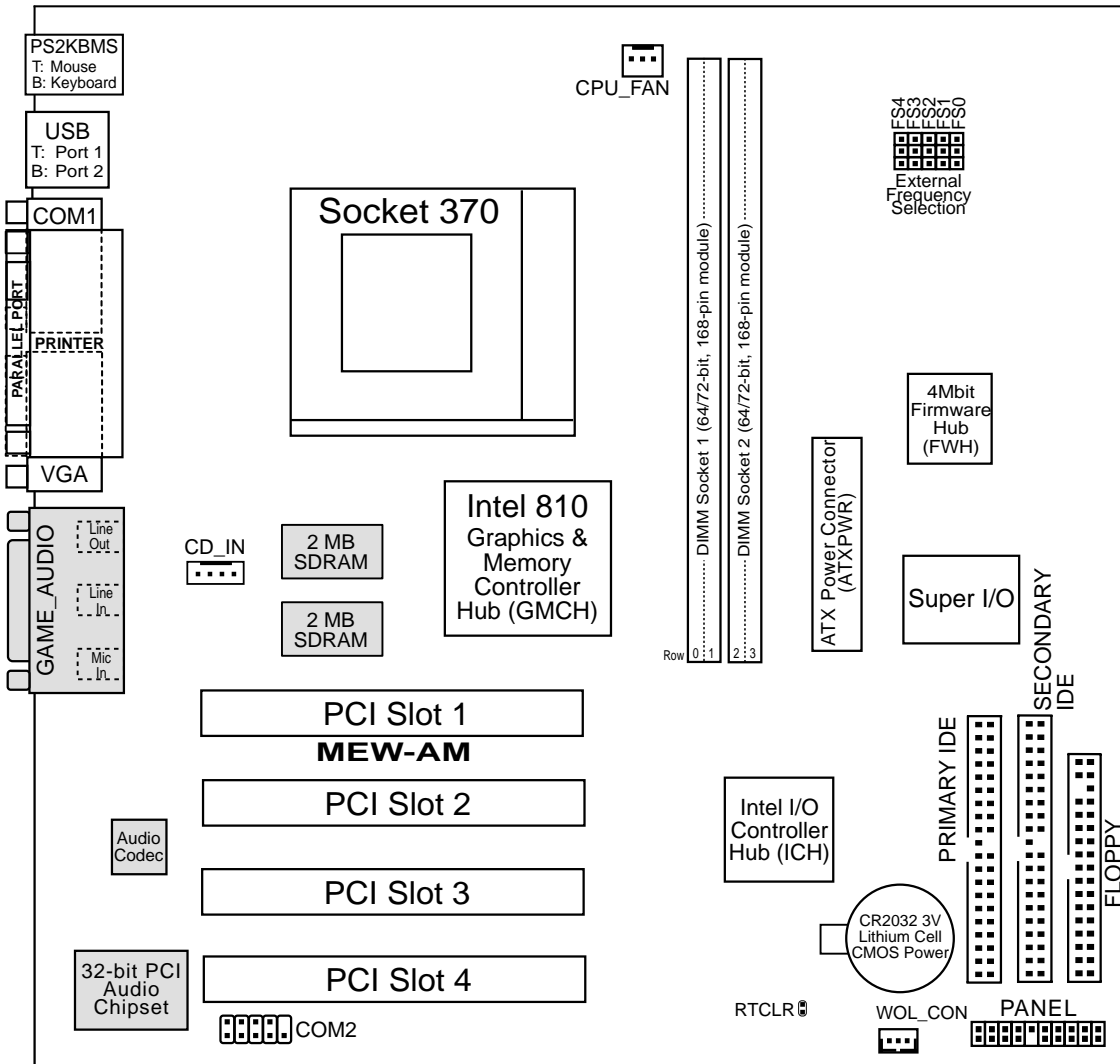 PS2KBMS
T: Mouse
B: Keyboard
USB
T: Port 1
B: Port 2
COM1
PARALLEL PORT
PRINTER
VGA
GAME_AUDIO
Line
Out
Line
In
Mic
In
CPU_FAN
Socket 370
CD_IN
2 MB
SDRAM
2 MB
SDRAM
Intel 810
Graphics &
Memory
Controller
Hub (GMCH)
DIMM Socket 1 (64/72-bit, 168-pin module)
DIMM Socket 2 (64/72-bit, 168-pin module)
Row 0 1 2 3
FS4
FS3
FS2
FS1
FS0
External
Frequency
Selection
4Mbit
Firmware
Hub
(FWH)
ATX Power Connector
(ATXPWR)
Super I/O
PCI Slot 1
MEW-AM
PCI Slot 2
PCI Slot 3
PCI Slot 4
Audio
Codec
32-bit PCI
Audio
Chipset
COM2
Intel I/O
Controller
Hub (ICH)
PRIMARY IDE
SECONDARY
IDE
FLOPPY
CR2032 3V
Lithium Cell
CMOS Power
RTCLR
WOL_CON
PANEL